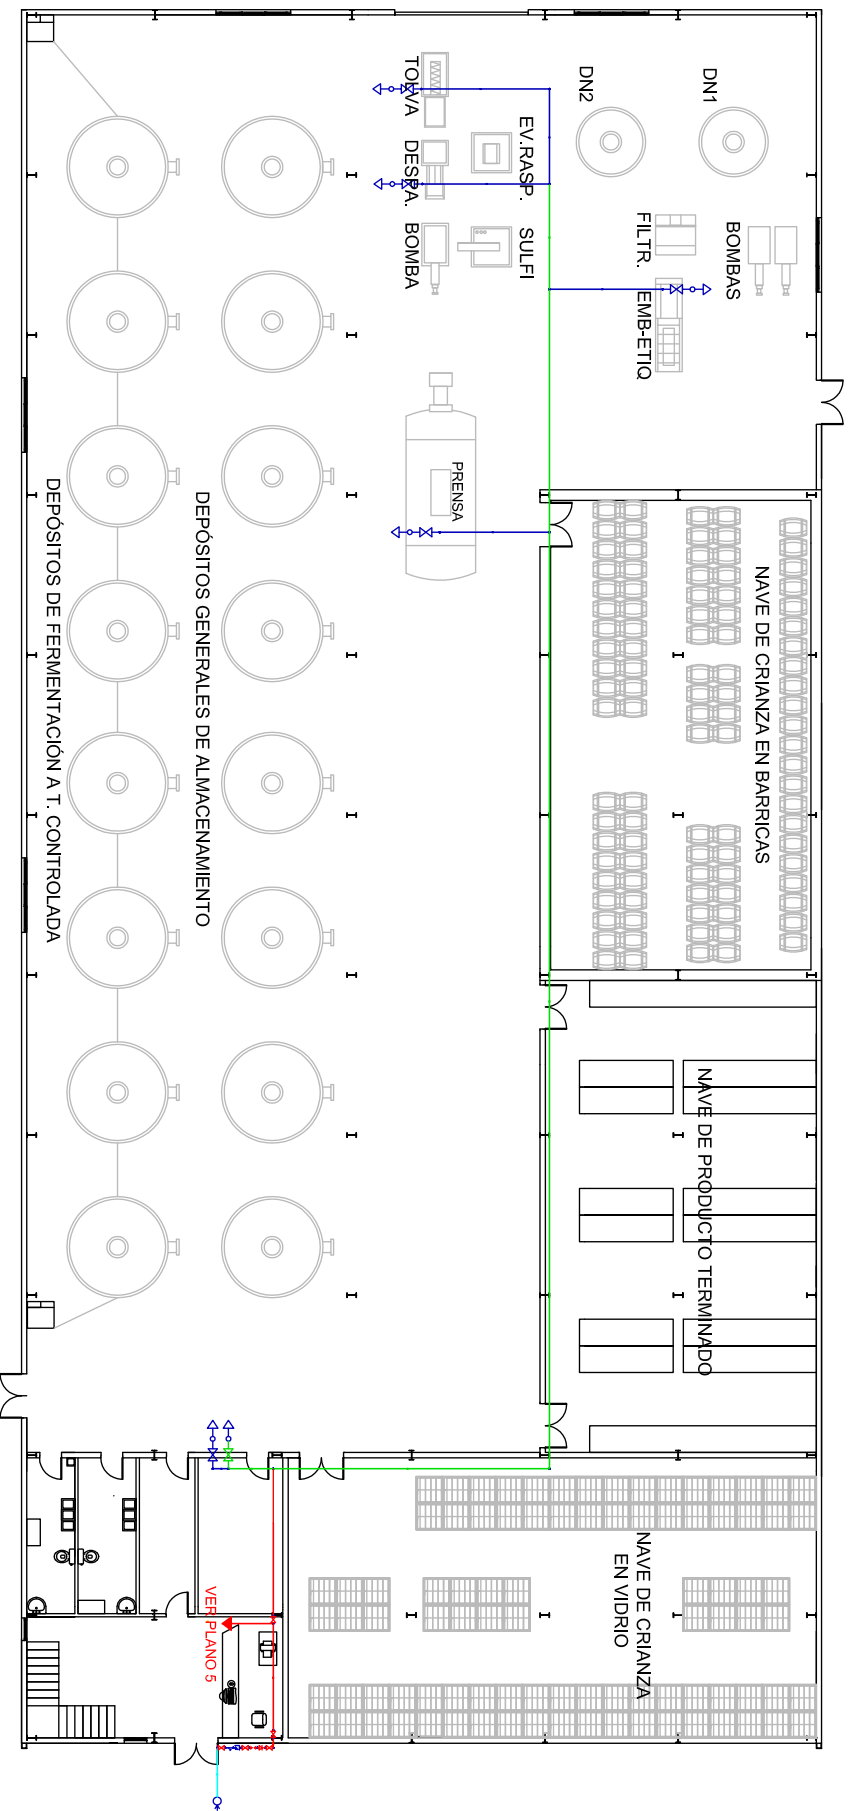 TOLVA
DESPA.
BOMBA
EV.RASP.
SULFI
DN2
DN1
FILTR.
EMB-ETIQ
BOMBAS
PRENSA
NAVE DE CRIANZA EN BARRICAS
DEPÓSITOS GENERALES DE ALMACENAMIENTO
DEPÓSITOS DE FERMENTACIÓN A T. CONTROLADA
NAVE DE PRODUCTO TERMINADO
NAVE DE CRIANZA
EN VIDRIO
VER PLANO 5